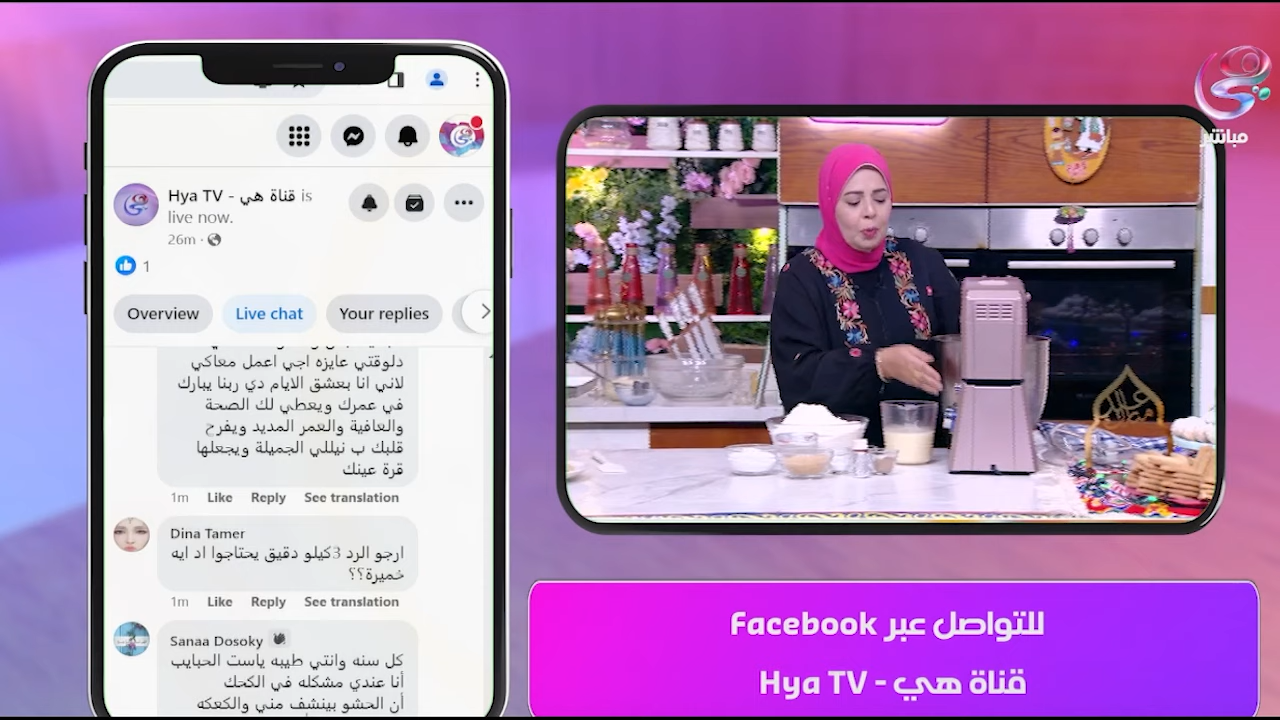 مباشر
Hya TV - قناة هي is
live now.
26m ·
1
Overview
Live chat
Your replies
دلوقتي عايزه اجي اعمل معاكي
لاني انا بعشق الايام دي ربنا يبارك
في عمرك ويعطي لك الصحة
والعافية والعمر المديد ويفرح
قلبك ب نيللي الجميلة ويجعلها
قرة عينك
1m Like Reply See translation
Dina Tamer
ارجو الرد 3كيلو دقيق يحتاجوا اد ايه
خميرة؟؟
1m Like Reply See translation
Sanaa Dosoky
كل سنه وانتي طيبه ياست الحبايب
أنا عندي مشكله في الكحك
أن الحشو بينشف مني والكعكه
للتواصل عبر Facebook
قناة هي - Hya TV